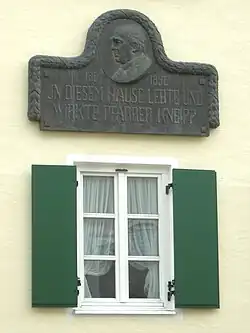 IN DIESEM HAUSE LEBTE UND
WIRKTE PFARRER KNEIPP